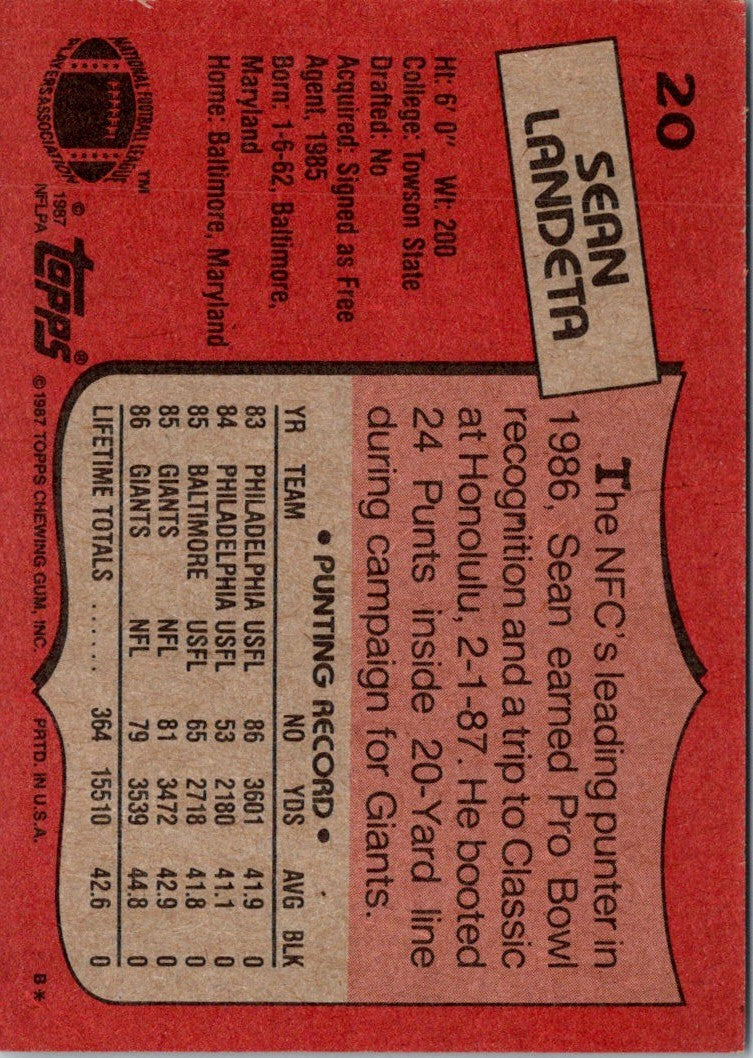 20
SEAN
LANDETA
Ht: 6' 0" Wt: 200
College: Towson State
Drafted: No
Acquired: Signed as Free
Agent, 1985
Born: 1-6-62, Baltimore,
Maryland
Home: Baltimore, Maryland
NATIONAL FOOTBALL LEAGUE
PLAYERS ASSOCIATION
TM
© 1987
NFLPA
topps®
The NFC's leading punter in
1986, Sean earned Pro Bowl
recognition and a trip to Classic
at Honolulu, 2-1-87. He booted
24 Punts inside 20-Yard line
during campaign for Giants.
• PUNTING RECORD •
YR TEAM NO YDS AVG BLK
83 PHILADELPHIA USFL 86 3601 41.9 0
84 PHILADELPHIA USFL 53 2180 41.1 0
85 BALTIMORE USFL 65 2718 41.8 0
85 GIANTS NFL 81 3472 42.9 0
86 GIANTS NFL 79 3539 44.8 0
LIFETIME TOTALS ...... 364 15510 42.6 0
© 1987 TOPPS CHEWING GUM, INC. PRTD. IN U.S.A. B*